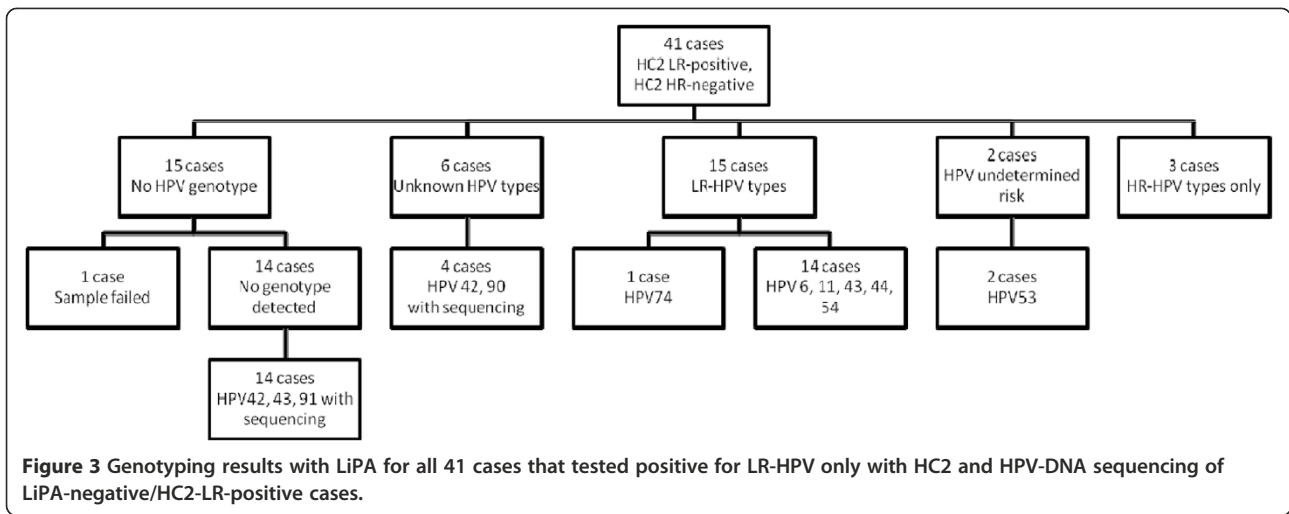 41 cases
HC2 LR-positive,
HC2 HR-negative
15 cases
No HPV genotype
6 cases
Unknown HPV types
15 cases
LR-HPV types
2 cases
HPV undetermined
risk
3 cases
HR-HPV types only
1 case
Sample failed
14 cases
No genotype
detected
4 cases
HPV 42, 90
with sequencing
1 case
HPV74
14 cases
HPV 6, 11, 43, 44,
54
2 cases
HPV53
14 cases
HPV42, 43, 91 with
sequencing
Figure 3 Genotyping results with LiPA for all 41 cases that tested positive for LR-HPV only with HC2 and HPV-DNA sequencing of
LiPA-negative/HC2-LR-positive cases.